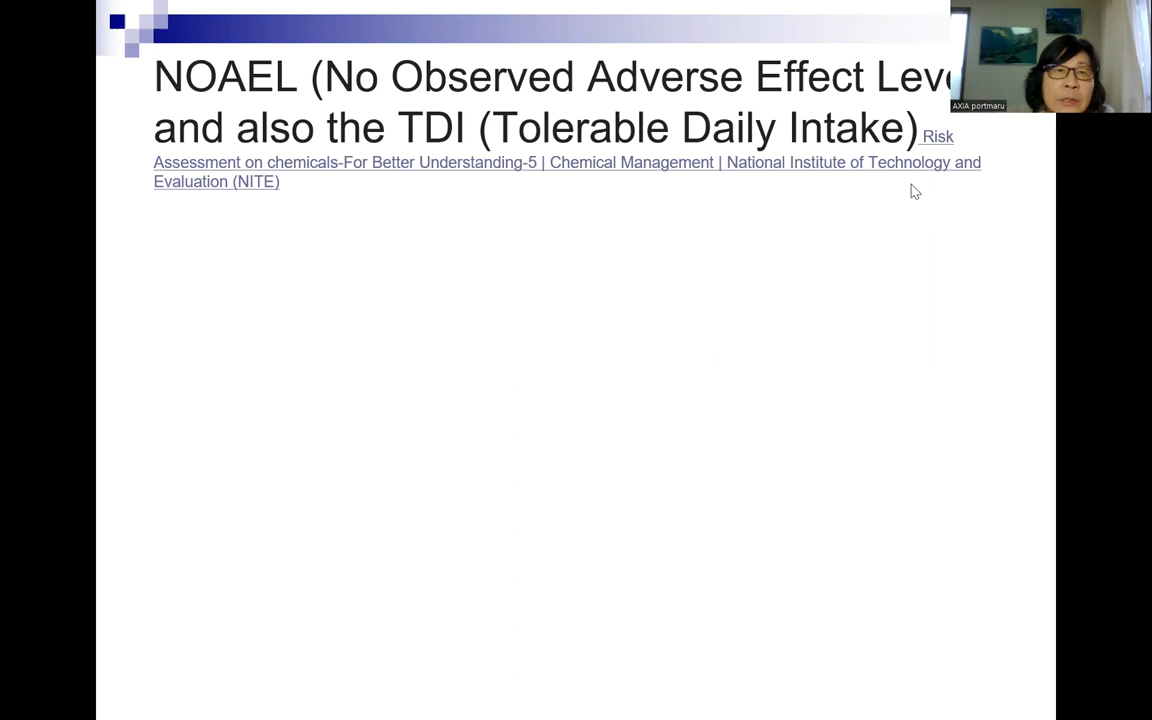 NOAEL (No Observed Adverse Effect Leve
and also the TDI (Tolerable Daily Intake) Risk
Assessment on chemicals-For Better Understanding-5 | Chemical Management | National Institute of Technology and
Evaluation (NITE)
AXIA portmaru